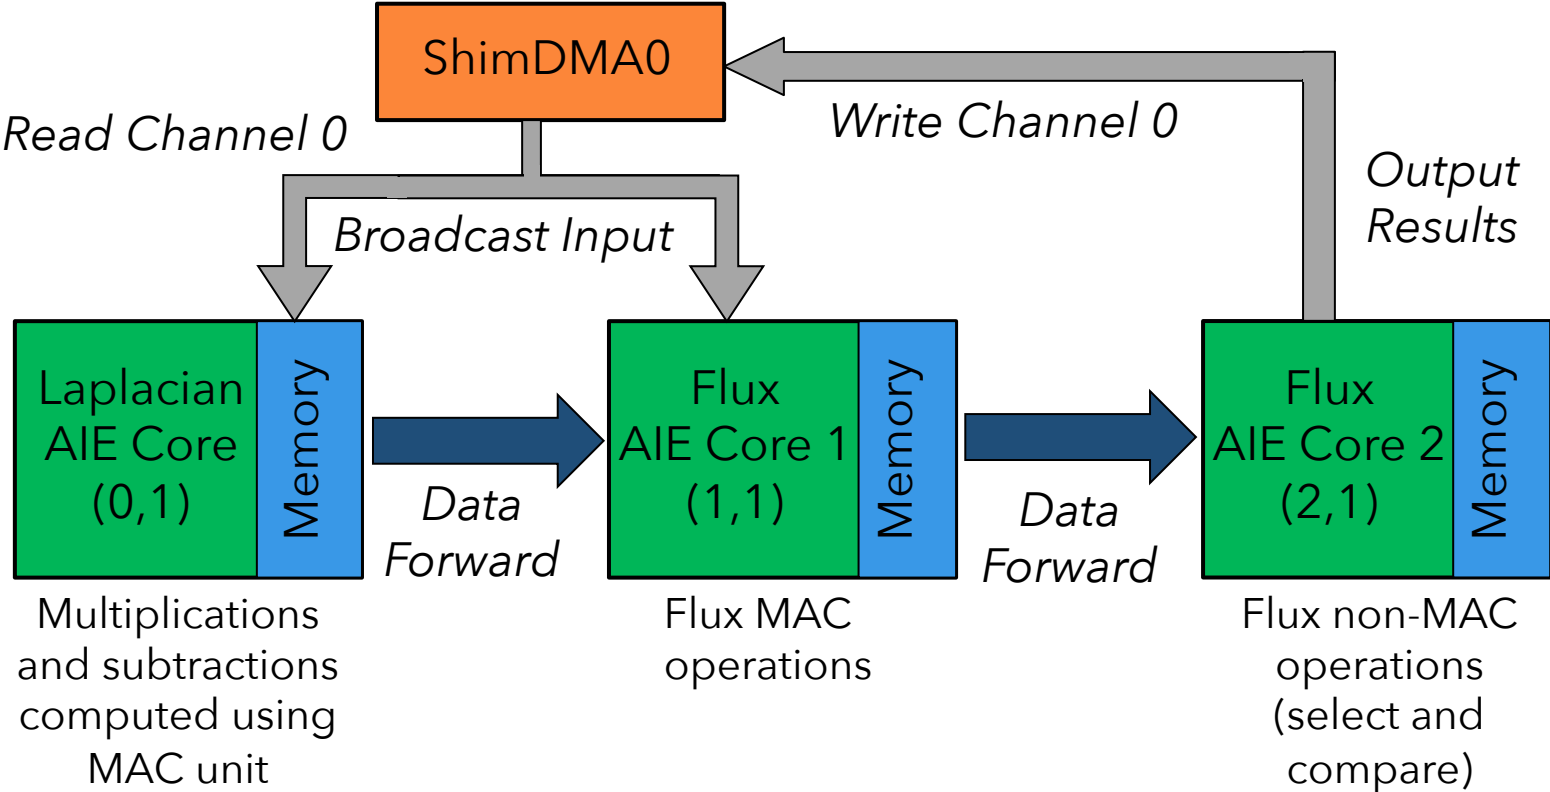 ShimDMA0
Read Channel 0
Write Channel 0
Output
Results
Broadcast Input
Laplacian
AIE Core
(0,1)
Memory
Data
Forward
Flux
AIE Core 1
(1,1)
Memory
Data
Forward
Flux
AIE Core 2
(2,1)
Memory
Multiplications
and subtractions
computed using
MAC unit
Flux MAC
operations
Flux non-MAC
operations
(select and
compare)